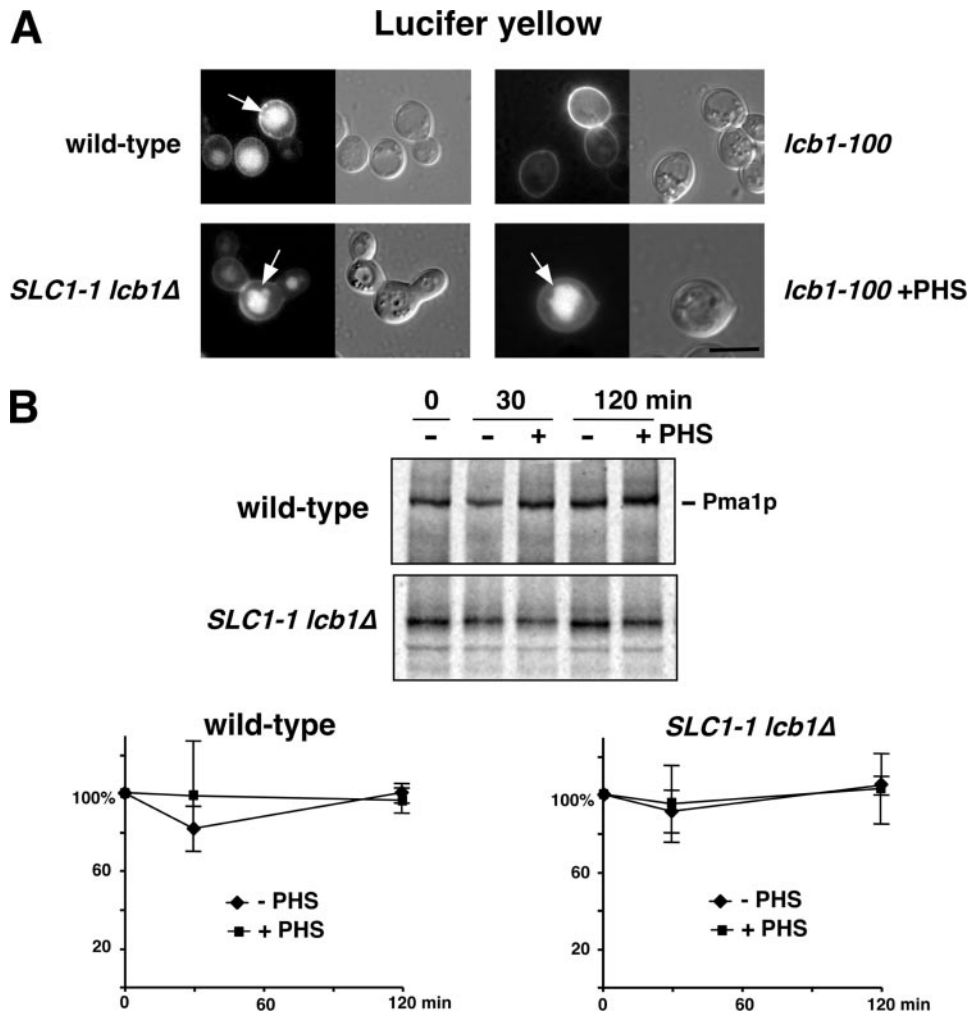 A
Lucifer yellow
wild-type
lcb1-100
SLC1-1 lcb1Δ
lcb1-100 +PHS
B
0 30 120 min
- - + - + PHS
wild-type
– Pma1p
SLC1-1 lcb1Δ
wild-type
100%
60
20
- PHS
+ PHS
0 60 120 min
SLC1-1 lcb1Δ
100%
60
20
- PHS
+ PHS
0 60 120 min